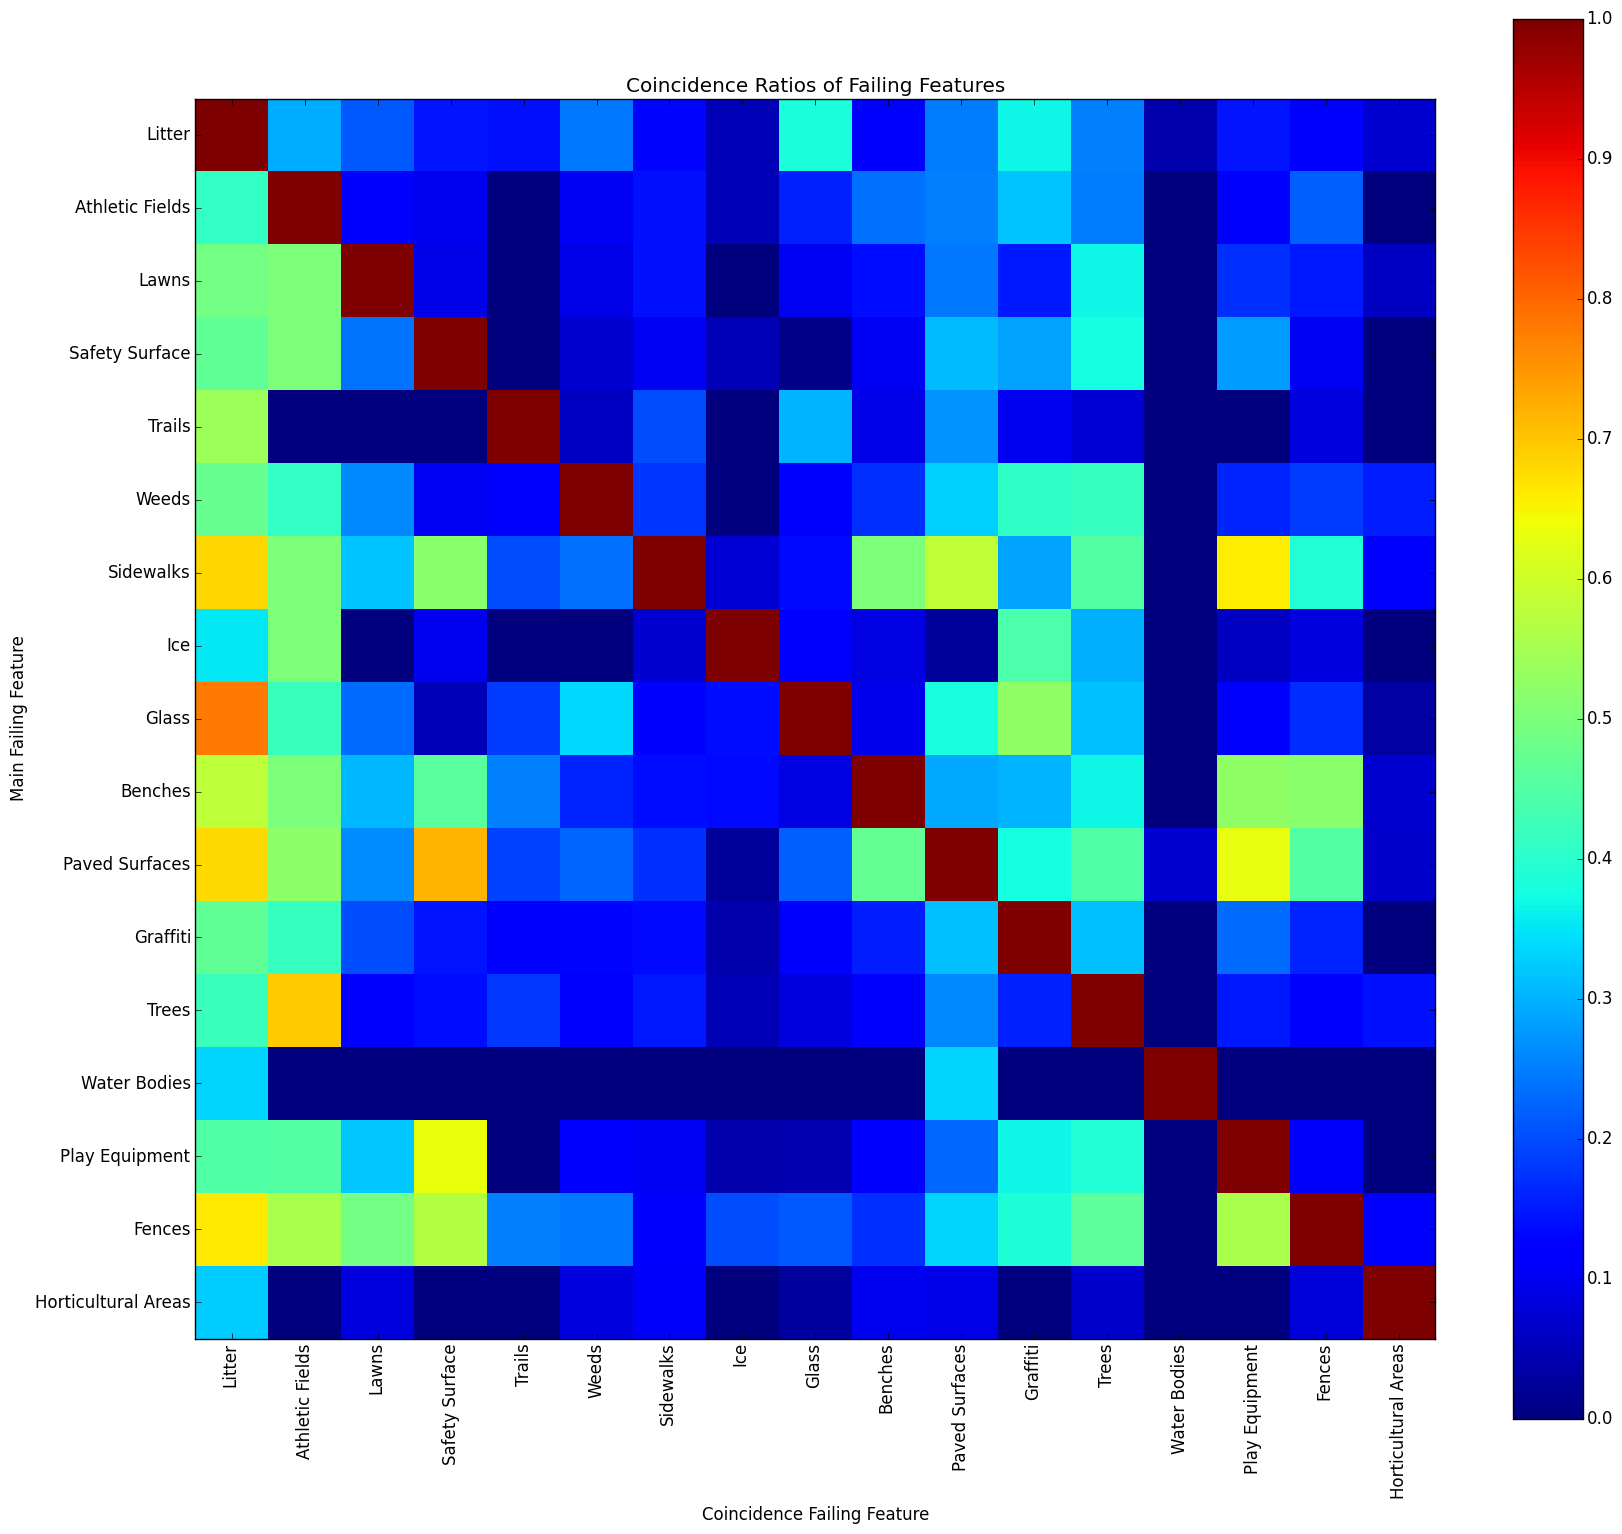 Coincidence Ratios of Failing Features
Main Failing Feature
Litter
Athletic Fields
Lawns
Safety Surface
Trails
Weeds
Sidewalks
Ice
Glass
Benches
Paved Surfaces
Graffiti
Trees
Water Bodies
Play Equipment
Fences
Horticultural Areas
Litter
Athletic Fields
Lawns
Safety Surface
Trails
Weeds
Sidewalks
Ice
Glass
Benches
Paved Surfaces
Graffiti
Trees
Water Bodies
Play Equipment
Fences
Horticultural Areas
Coincidence Failing Feature
1.0
0.9
0.8
0.7
0.6
0.5
0.4
0.3
0.2
0.1
0.0